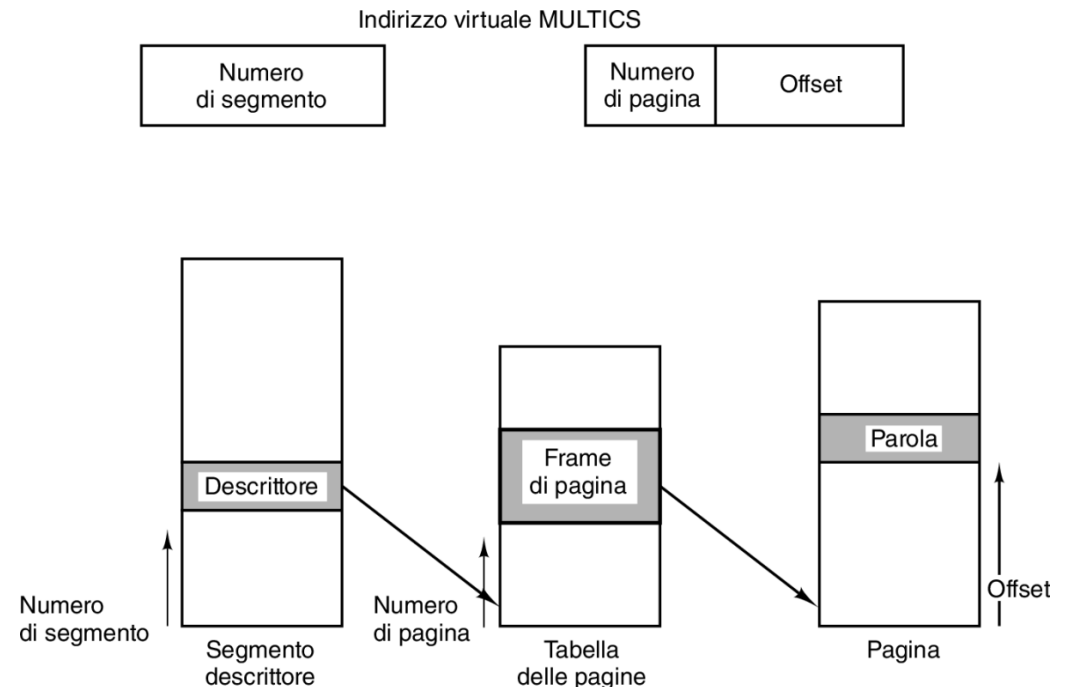 Indirizzo virtuale MULTICS
Numero
di segmento
Numero
di pagina
Offset
Descrittore
Frame
di pagina
Parola
Numero
di segmento
Numero
di pagina
Offset
Segmento
descrittore
Tabella
delle pagine
Pagina